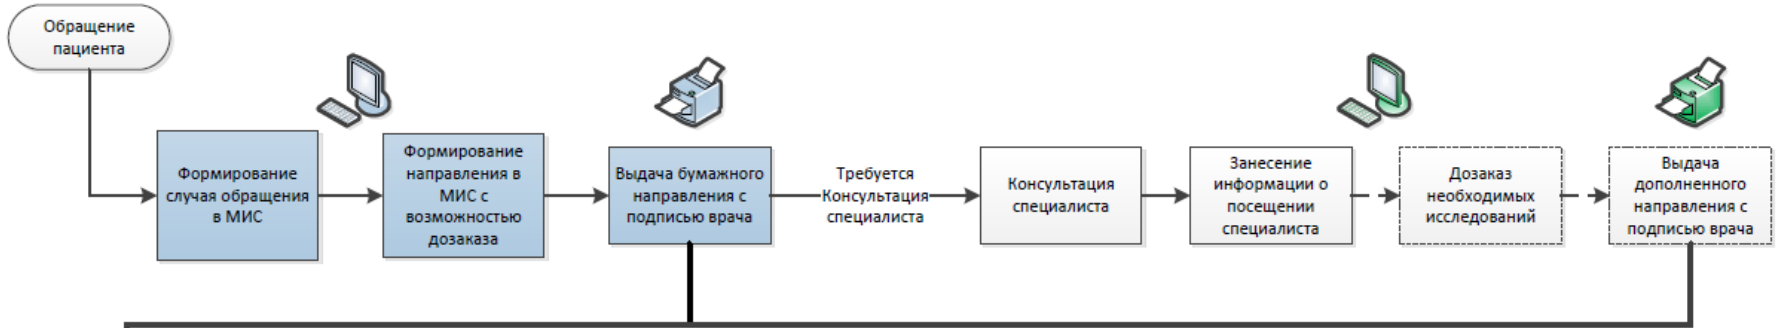 Обращение
пациента
Формирование
случая обращения
в МИС
Формирование
направления в
МИС с
возможностью
дозаказа
Выдача бумажного
направления с
подписью врача
Требуется
Консультация
специалиста
Консультация
специалиста
Занесение
информации о
посещении
специалиста
Дозаказ
необходимых
исследований
Выдача
дополненного
направления с
подписью врача